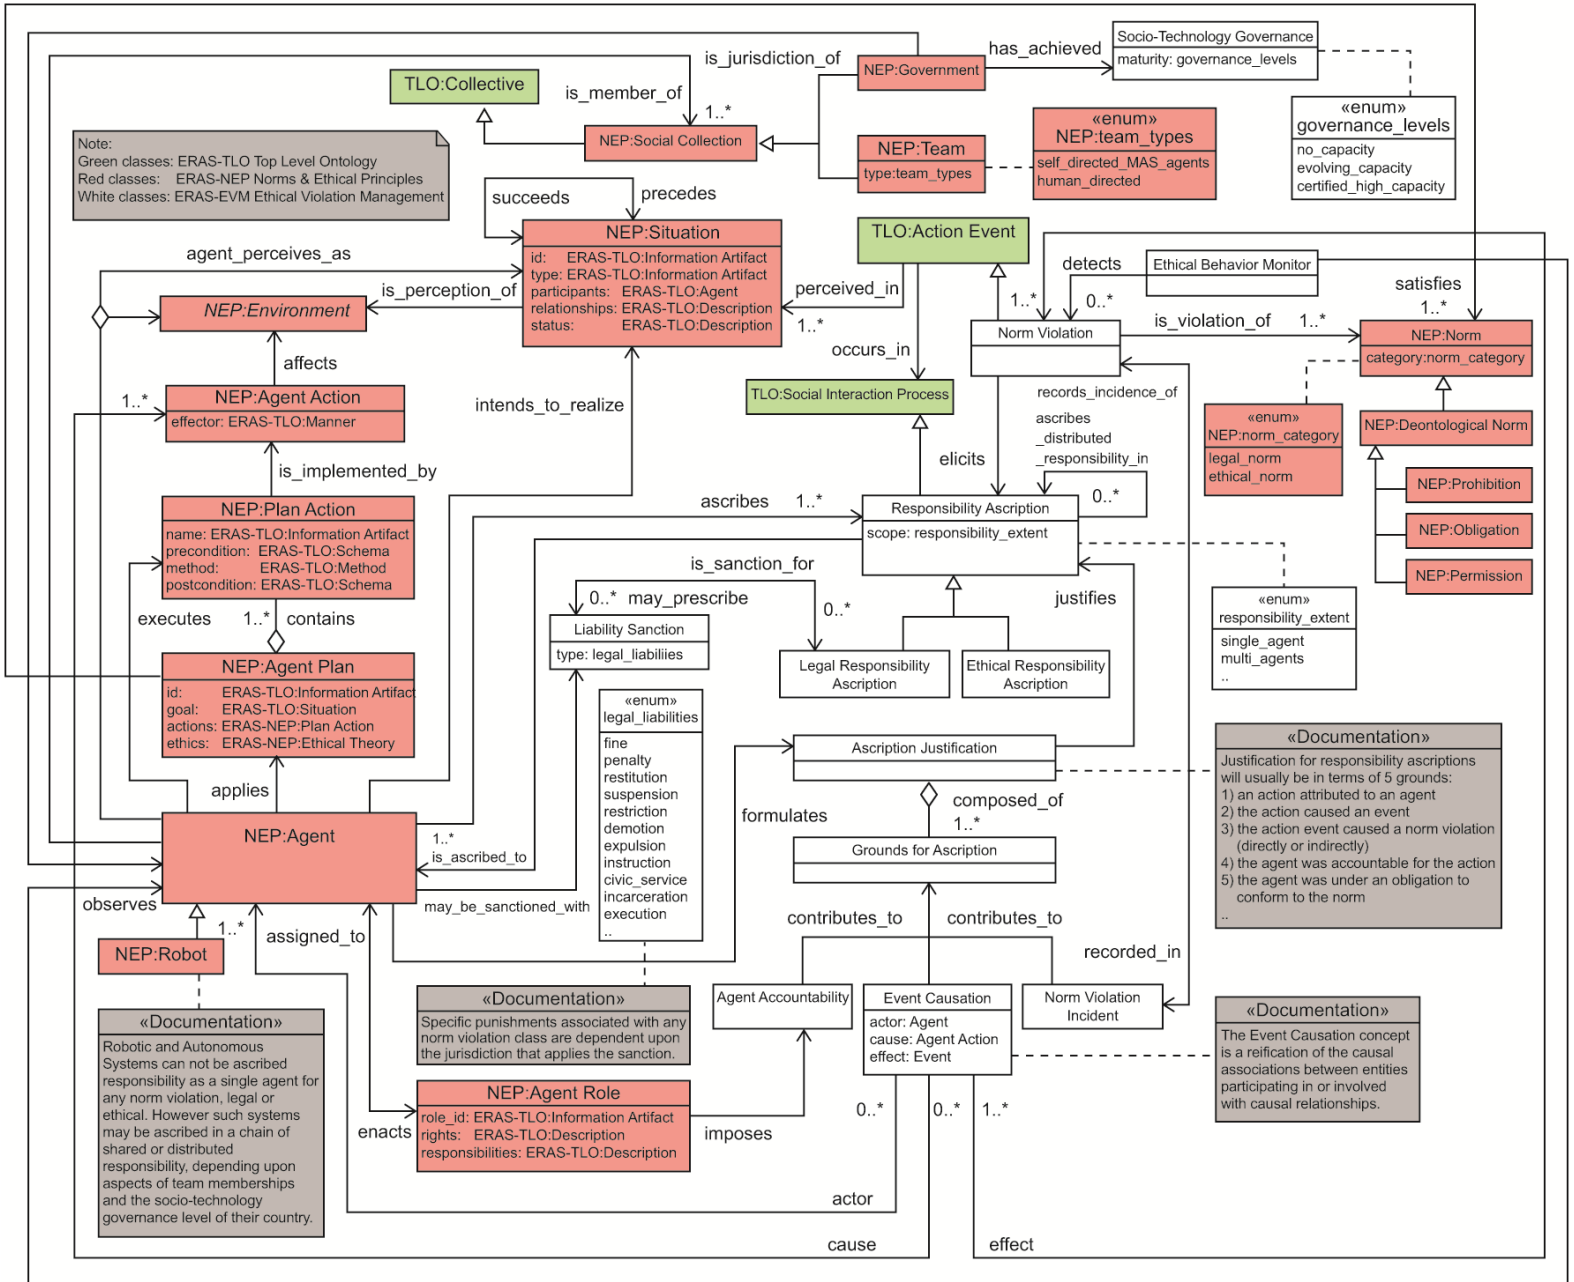 Socio-Technology Governance
maturity: governance_levels
has_achieved
is_jurisdiction_of
NEP:Government
TLO:Collective
is_member_of
1..*
NEP:Social Collection
«enum»
NEP:team_types
self_directed_MAS_agents
human_directed
«enum»
governance_levels
no_capacity
evolving_capacity
certified_high_capacity
NEP:Team
type:team_types
Note:
Green classes: ERAS-TLO Top Level Ontology
Red classes: ERAS-NEP Norms & Ethical Principles
White classes: ERAS-EVM Ethical Violation Management
succeeds
precedes
NEP:Situation
id: ERAS-TLO:Information Artifact
type: ERAS-TLO:Information Artifact
participants: ERAS-TLO:Agent
relationships: ERAS-TLO:Description
status: ERAS-TLO:Description
TLO:Action Event
agent_perceives_as
is_perception_of
perceived_in
1..*
detects
Ethical Behavior Monitor
satisfies
1..*
1..*
0..*
NEP:Environment
Norm Violation
is_violation_of
1..*
NEP:Norm
category:norm_category
occurs_in
affects
NEP:Agent Action
effector: ERAS-TLO:Manner
1..*
intends_to_realize
TLO:Social Interaction Process
records_incidence_of
ascribes
_distributed
_responsibility_in
«enum»
NEP:norm_category
legal_norm
ethical_norm
NEP:Deontological Norm
NEP:Prohibition
NEP:Obligation
NEP:Permission
is_implemented_by
elicits
0..*
NEP:Plan Action
name: ERAS-TLO:Information Artifact
precondition: ERAS-TLO:Schema
method: ERAS-TLO:Method
postcondition: ERAS-TLO:Schema
ascribes
1..*
Responsibility Ascription
scope: responsibility_extent
is_sanction_for
0..*
may_prescribe
0..*
justifies
«enum»
responsibility_extent
single_agent
multi_agents
..
executes
1..*
contains
Liability Sanction
type: legal_liabiliies
Legal Responsibility
Ascription
Ethical Responsibility
Ascription
NEP:Agent Plan
id: ERAS-TLO:Information Artifact
goal: ERAS-TLO:Situation
actions: ERAS-NEP:Plan Action
ethics: ERAS-NEP:Ethical Theory
«enum»
legal_liabilities
fine
penalty
restitution
suspension
restriction
demotion
expulsion
instruction
civic_service
incarceration
execution
..
Ascription Justification
«Documentation»
Justification for responsibility ascriptions
will usually be in terms of 5 grounds:
1) an action attributed to an agent
2) the action caused an event
3) the action event caused a norm violation
(directly or indirectly)
4) the agent was accountable for the action
5) the agent was under an obligation to
conform to the norm
..
applies
formulates
composed_of
1..*
NEP:Agent
1..*
is_ascribed_to
Grounds for Ascription
observes
may_be_sanctioned_with
contributes_to
contributes_to
1..*
assigned_to
NEP:Robot
recorded_in
«Documentation»
Robotic and Autonomous
Systems can not be ascribed
responsibility as a single agent for
any norm violation, legal or
ethical. However such systems
may be ascribed in a chain of
shared or distributed
responsibility, depending upon
aspects of team memberships
and the socio-technology
governance level of their country.
«Documentation»
Specific punishments associated with any
norm violation class are dependent upon
the jurisdiction that applies the sanction.
Agent Accountability
Event Causation
actor: Agent
cause: Agent Action
effect: Event
Norm Violation
Incident
«Documentation»
The Event Causation concept
is a reification of the causal
associations between entities
participating in or involved
with causal relationships.
NEP:Agent Role
role_id: ERAS-TLO:Information Artifact
rights: ERAS-TLO:Description
responsibilities: ERAS-TLO:Description
enacts
imposes
0..*
0..*
1..*
actor
cause
effect